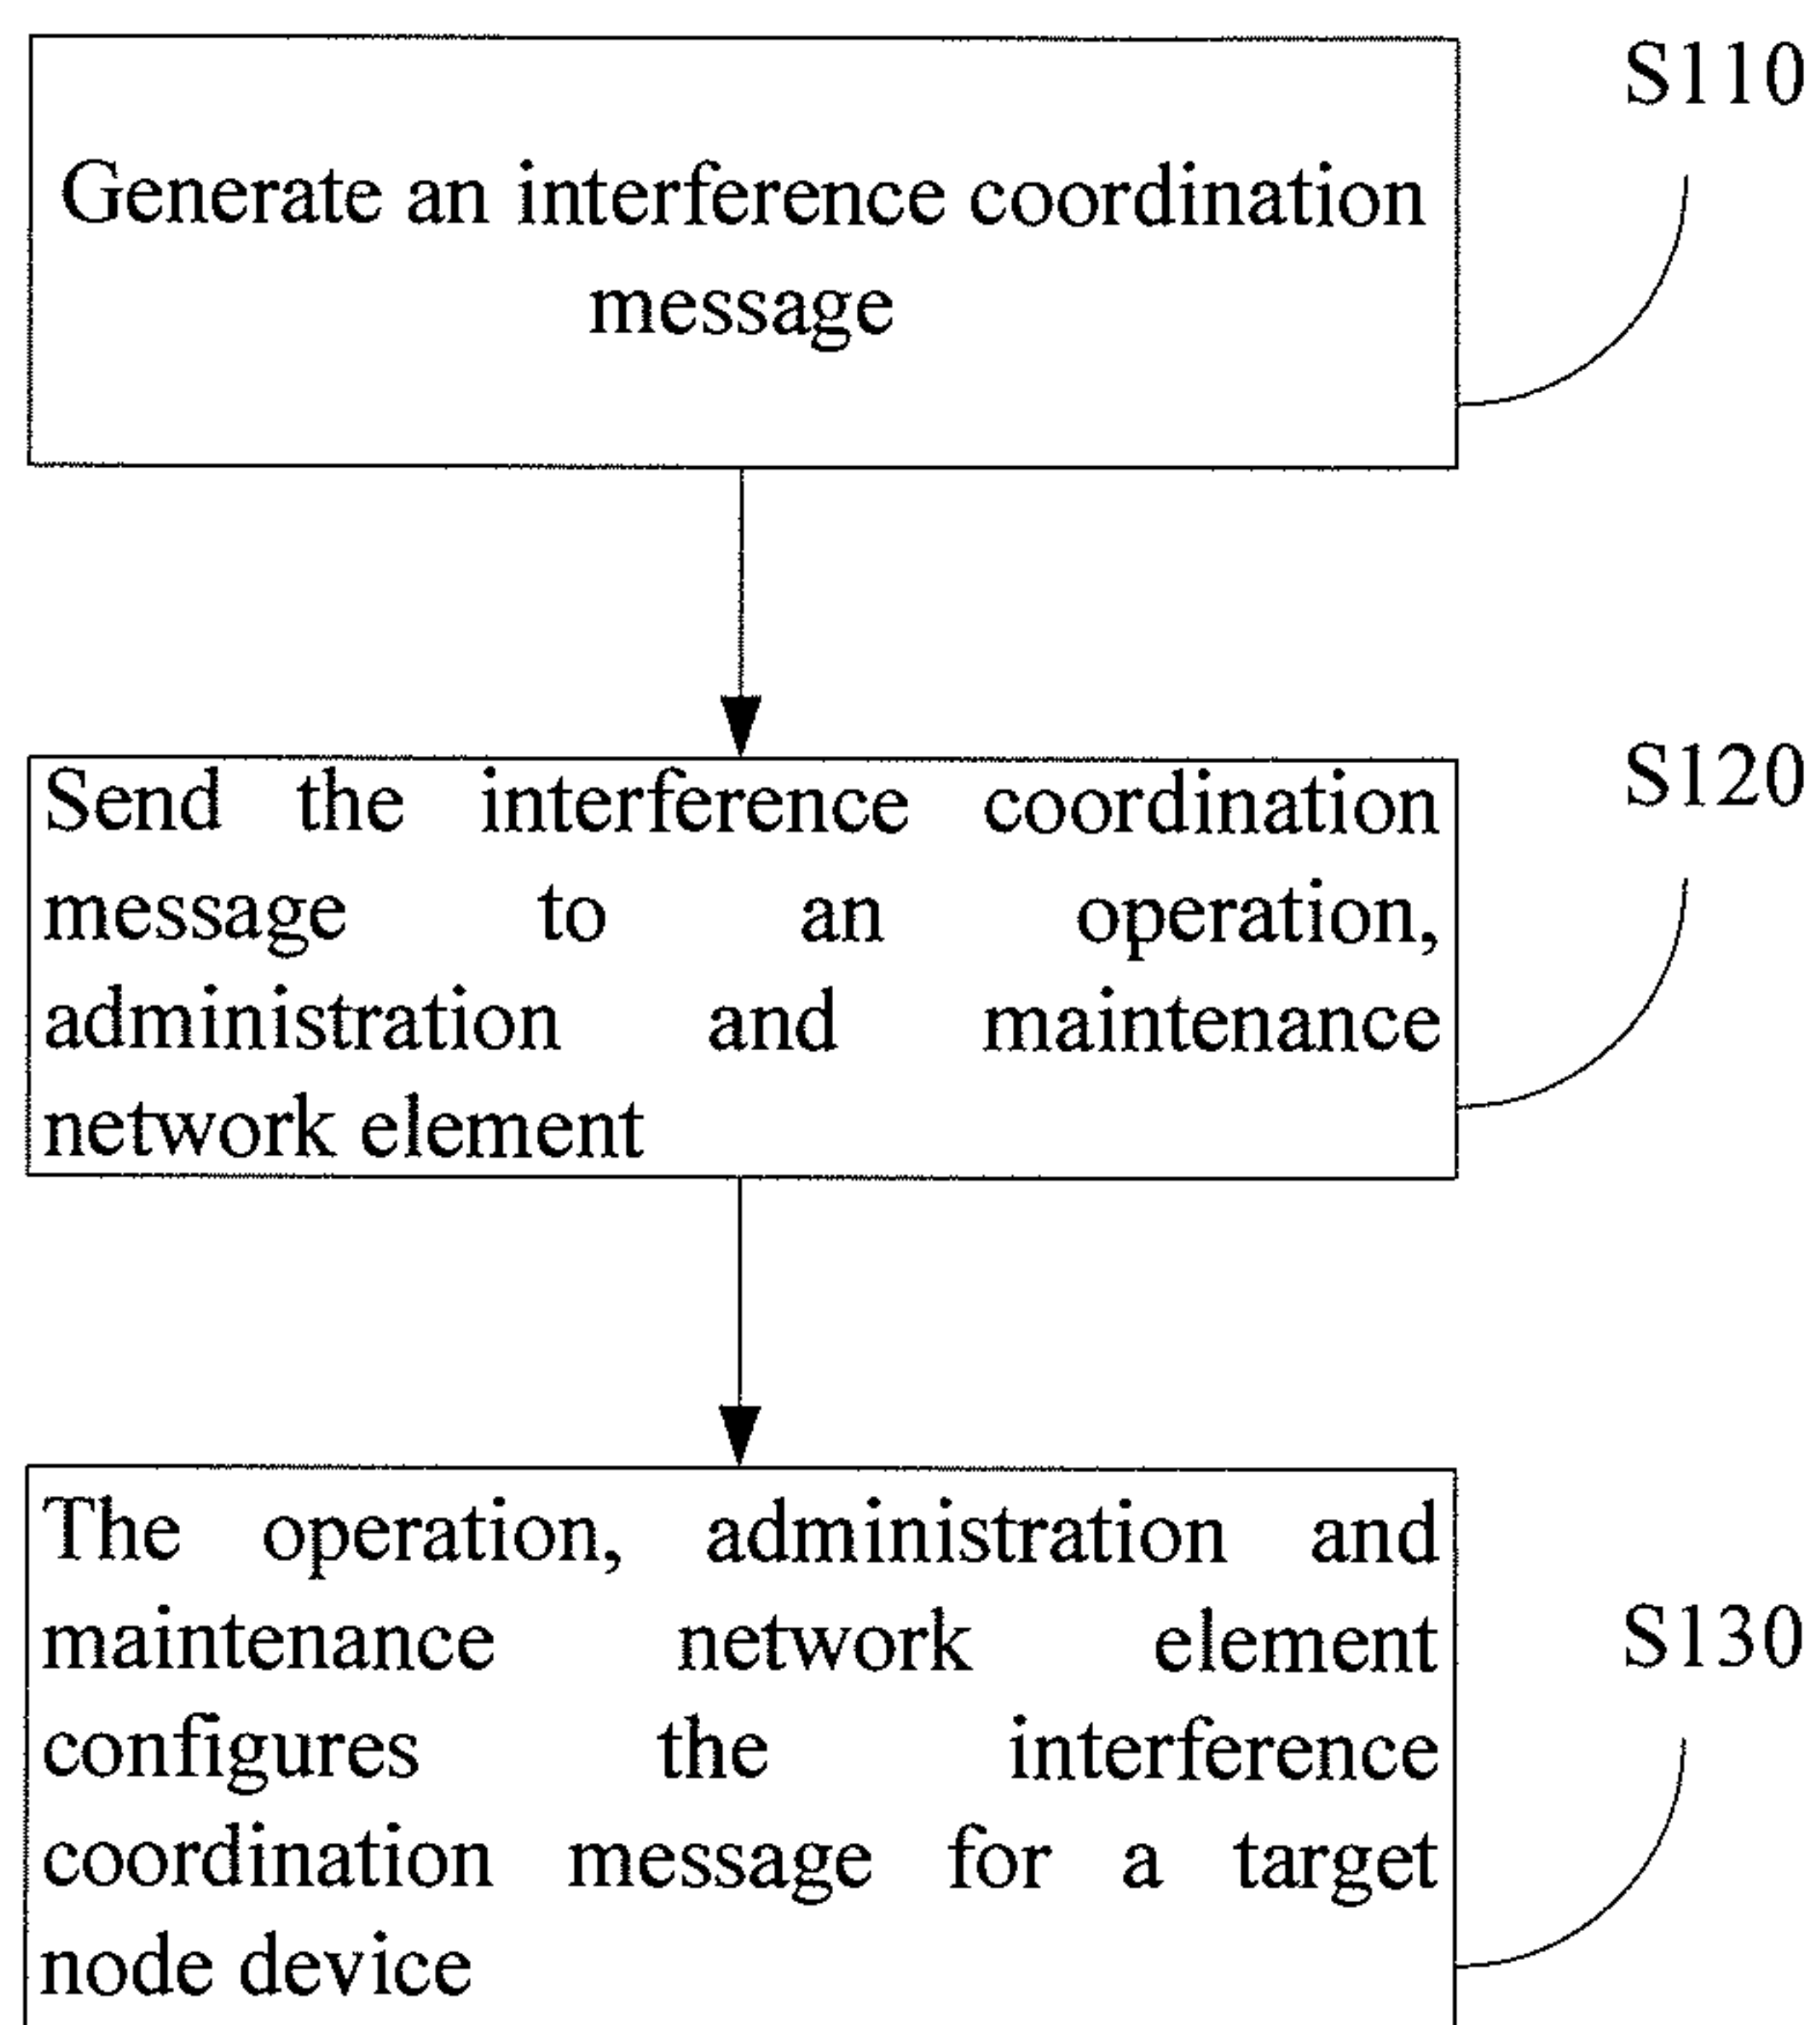 S110
Generate an interference coordination
message
S120
Send the interference coordination
message to an operation,
administration and maintenance
network element
The operation, administration and
maintenance network element
S130
configures the interference
coordination message for a target
node device